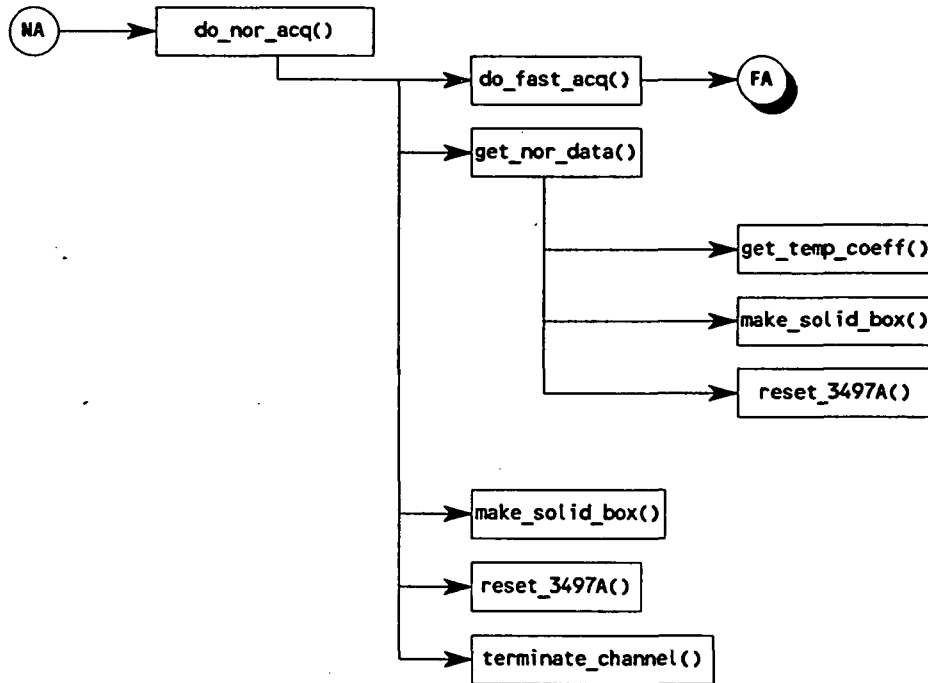 NA
do_nor_acq()
do_fast_acq()
FA
get_nor_data()
get_temp_coeff()
make_solid_box()
reset_3497A()
make_solid_box()
reset_3497A()
terminate_channel()